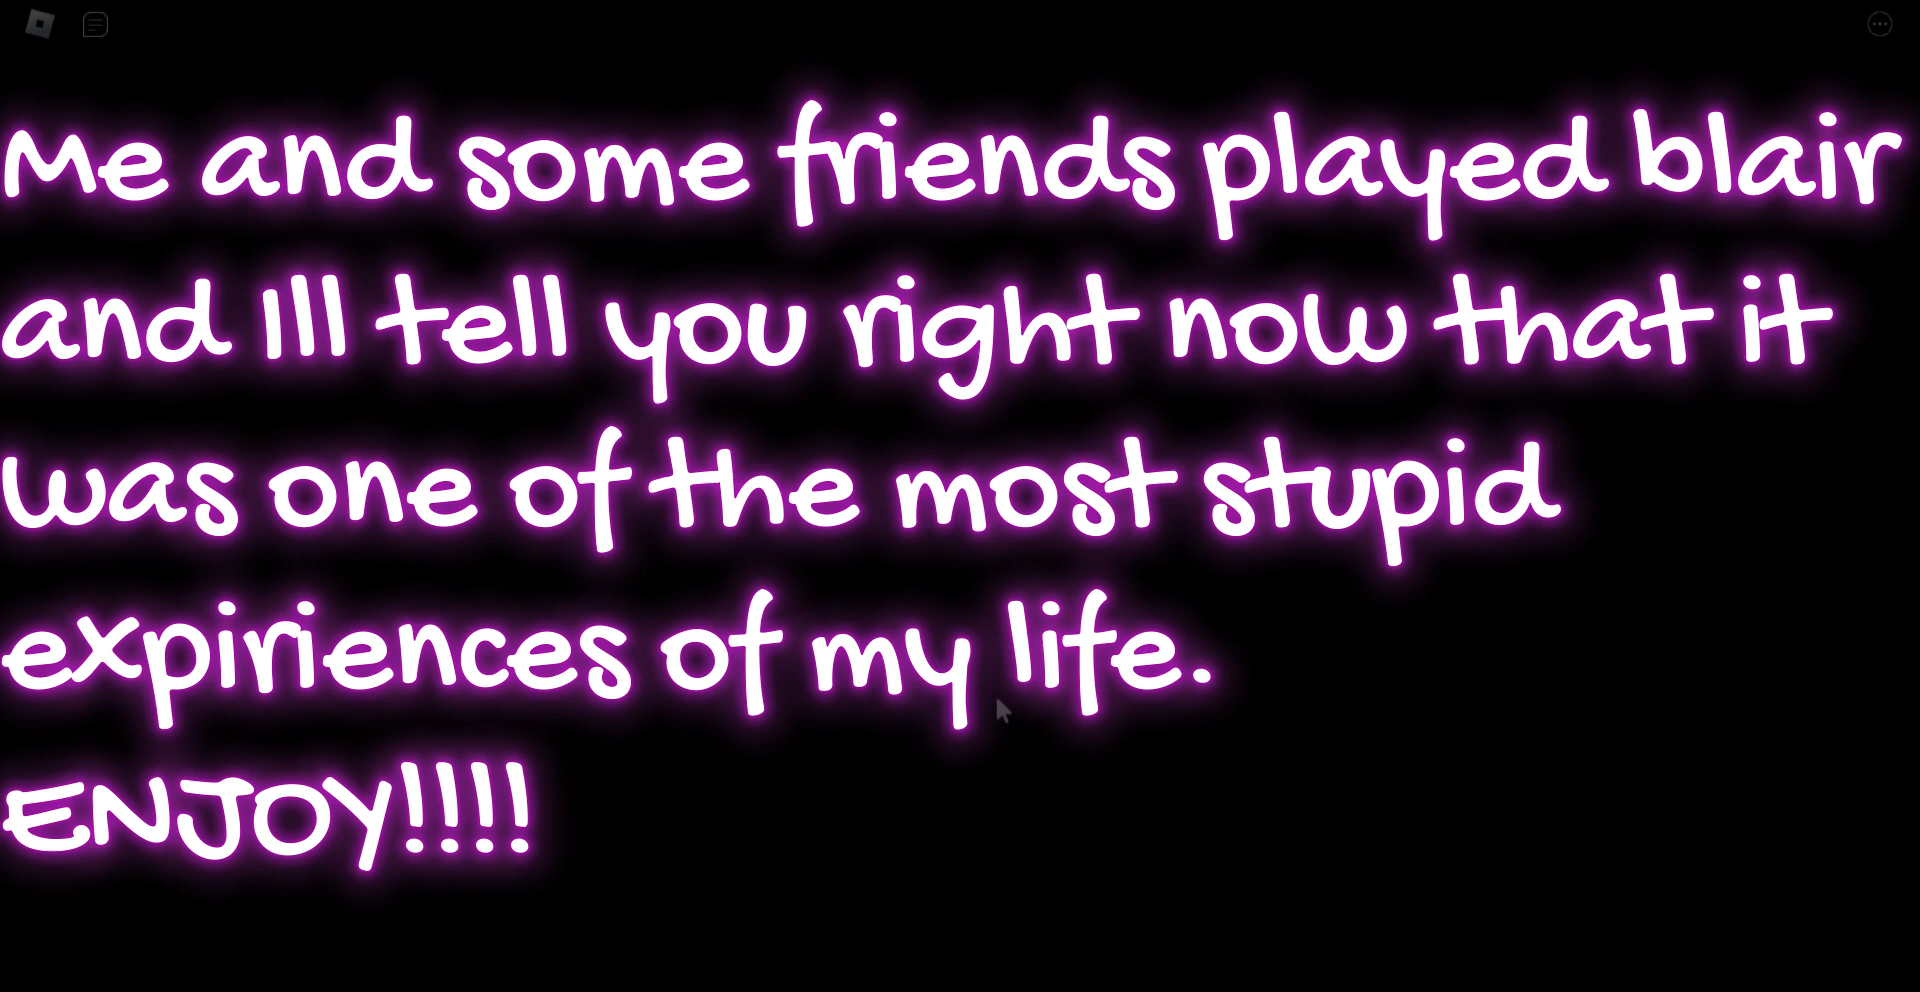 Me and some friends played blair
and Ill tell you right now that it
was one of the most stupid
expiriences of my life.
ENJOY!!!!